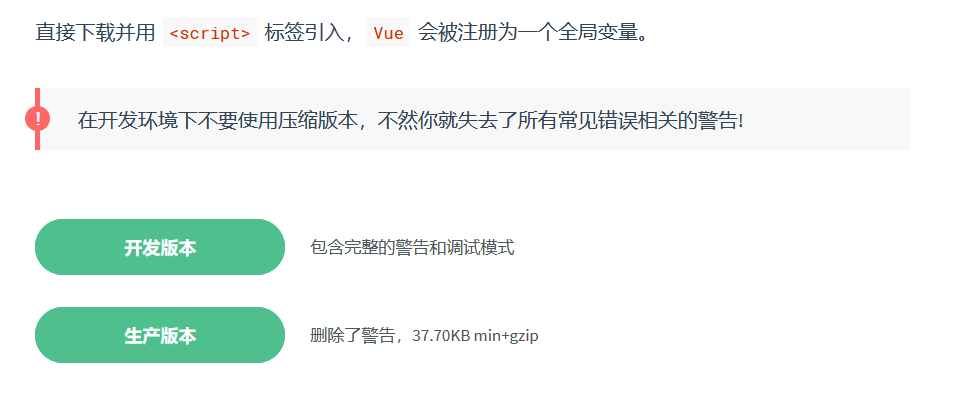 直接下载并用 <script> 标签引入，Vue 会被注册为一个全局变量。
!
在开发环境下不要使用压缩版本，不然你就失去了所有常见错误相关的警告!
开发版本 包含完整的警告和调试模式
生产版本 删除了警告，37.70KB min+gzip